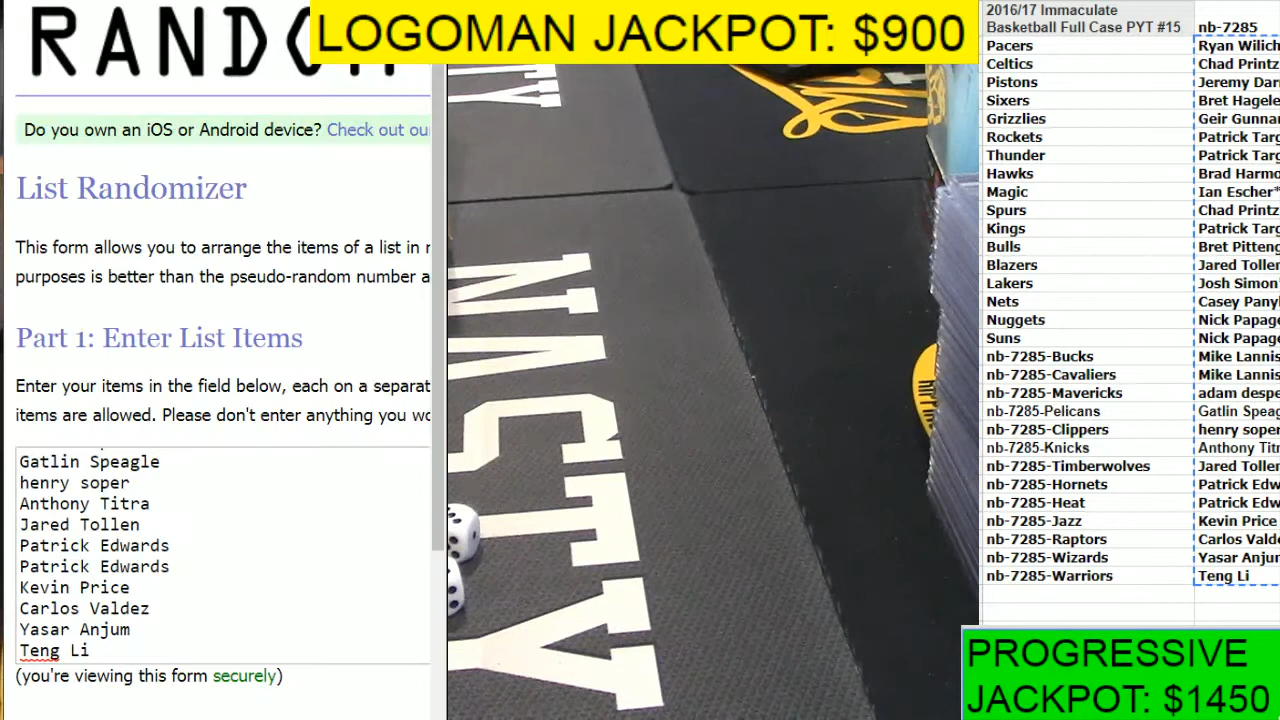 RANDO
LOGOMAN JACKPOT: $900
Do you own an iOS or Android device? Check out ou
List Randomizer
This form allows you to arrange the items of a list in r
purposes is better than the pseudo-random number a
Part 1: Enter List Items
Enter your items in the field below, each on a separat
items are allowed. Please don't enter anything you wo
Gatlin Speagle
henry soper
Anthony Titra
Jared Tollen
Patrick Edwards
Patrick Edwards
Kevin Price
Carlos Valdez
Yasar Anjum
Teng Li
(you're viewing this form securely)
NASTY
2016/17 Immaculate
Basketball Full Case PYT #15 nb-7285
Pacers Ryan Wilich
Celtics Chad Printz
Pistons Jeremy Dar
Sixers Bret Hagele
Grizzlies Geir Gunna
Rockets Patrick Targ
Thunder Patrick Targ
Hawks Brad Harmo
Magic Ian Escher*
Spurs Chad Printz
Kings Patrick Targ
Bulls Bret Pitteng
Blazers Jared Tollen
Lakers Josh Simon
Nets Casey Pany
Nuggets Nick Papage
Suns Nick Papage
nb-7285-Bucks Mike Lannis
nb-7285-Cavaliers Mike Lannis
nb-7285-Mavericks adam despe
nb-7285-Pelicans Gatlin Speag
nb-7285-Clippers henry soper
nb-7285-Knicks Anthony Titr
nb-7285-Timberwolves Jared Tollen
nb-7285-Hornets Patrick Edw
nb-7285-Heat Patrick Edw
nb-7285-Jazz Kevin Price
nb-7285-Raptors Carlos Valde
nb-7285-Wizards Yasar Anjum
nb-7285-Warriors Teng Li
PROGRESSIVE
JACKPOT: $1450